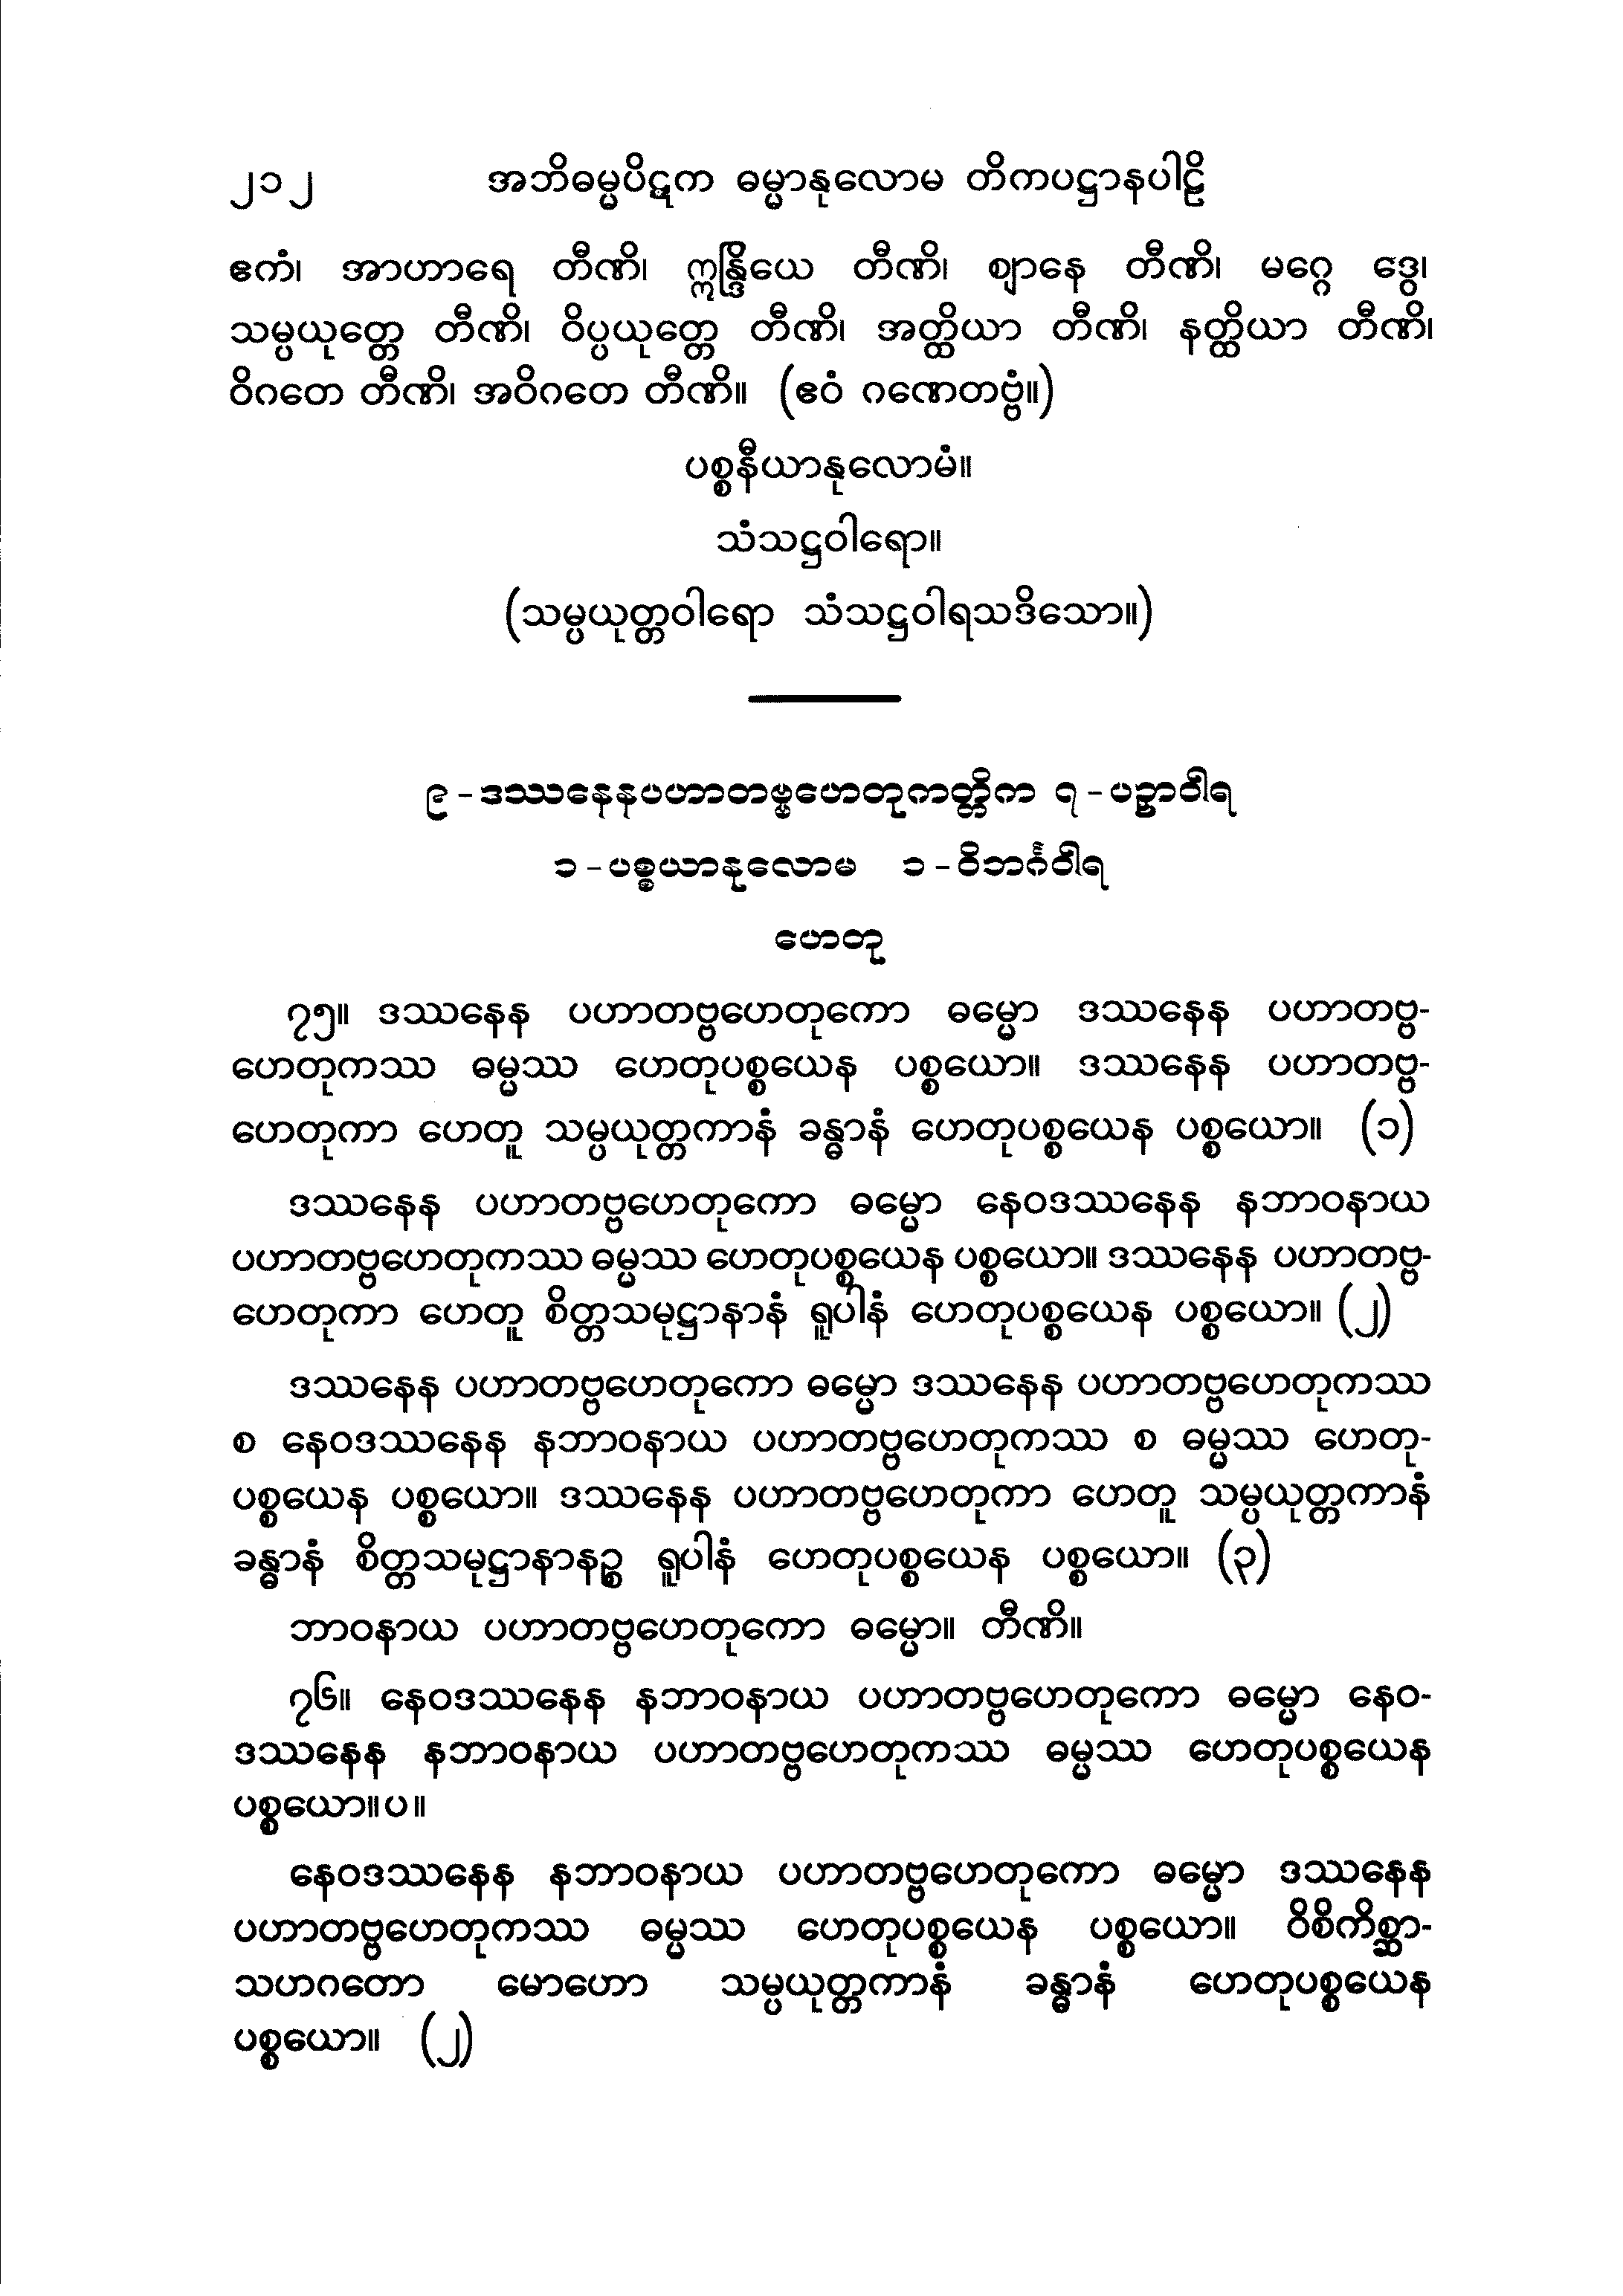 ၂၁၂ အဘိဓမ္မပိဋက ဓမ္မာနုလောမ တိကပဋ္ဌာနပါဠိ
ဧကံ၊ အာဟာရေ တီဏိ၊ ဣန္ဒြိယေ တီဏိ၊ ဈာနေ တီဏိ၊ မဂ္ဂေ ဒွေ၊
သမ္ပယုတ္တေ တီဏိ၊ ဝိပ္ပယုတ္တေ တီဏိ၊ အတ္ထိယာ တီဏိ၊ နတ္ထိယာ တီဏိ၊
ဝိဂတေ တီဏိ၊ အဝိဂတေ တီဏိ။ (ဧဝံ ဂဏေတဗ္ဗံ။)
ပစ္စနီယာနုလောမံ။
သံသဋ္ဌဝါရော။
(သမ္ပယုတ္တဝါရော သံသဋ္ဌဝါရသဒိသော။)
၉-ဒဿနေနပဟာတဗ္ဗဟေတုကတ္တိက ၇-ပဉှာဝါရ
၁-ပစ္စယာနုလောမ ၁-ဝိဘင်္ဂဝါရ
ဟေတု
၇၅။ ဒဿနေန ပဟာတဗ္ဗဟေတုကော ဓမ္မော ဒဿနေန ပဟာတဗ္ဗ-
ဟေတုကဿ ဓမ္မဿ ဟေတုပစ္စယေန ပစ္စယော။ ဒဿနေန ပဟာတဗ္ဗ-
ဟေတုကာ ဟေတူ သမ္ပယုတ္တကာနံ ခန္ဓာနံ ဟေတုပစ္စယေန ပစ္စယော။ (၁)
ဒဿနေန ပဟာတဗ္ဗဟေတုကော ဓမ္မော နေဝဒဿနေန နဘာဝနာယ
ပဟာတဗ္ဗဟေတုကဿ ဓမ္မဿ ဟေတုပစ္စယေန ပစ္စယော။ ဒဿနေန ပဟာတဗ္ဗ-
ဟေတုကာ ဟေတူ စိတ္တသမုဋ္ဌာနာနံ ရူပါနံ ဟေတုပစ္စယေန ပစ္စယော။ (၂)
ဒဿနေန ပဟာတဗ္ဗဟေတုကော ဓမ္မော ဒဿနေန ပဟာတဗ္ဗဟေတုကဿ
စ နေဝဒဿနေန နဘာဝနာယ ပဟာတဗ္ဗဟေတုကဿ စ ဓမ္မဿ ဟေတု-
ပစ္စယေန ပစ္စယော။ ဒဿနေန ပဟာတဗ္ဗဟေတုကာ ဟေတူ သမ္ပယုတ္တကာနံ
ခန္ဓာနံ စိတ္တသမုဋ္ဌာနာနဉ္စ ရူပါနံ ဟေတုပစ္စယေန ပစ္စယော။ (၃)
ဘာဝနာယ ပဟာတဗ္ဗဟေတုကော ဓမ္မော။ တီဏိ။
၇၆။ နေဝဒဿနေန နဘာဝနာယ ပဟာတဗ္ဗဟေတုကော ဓမ္မော နေဝ-
ဒဿနေန နဘာဝနာယ ပဟာတဗ္ဗဟေတုကဿ ဓမ္မဿ ဟေတုပစ္စယေန
ပစ္စယော။ပ။
နေဝဒဿနေန နဘာဝနာယ ပဟာတဗ္ဗဟေတုကော ဓမ္မော ဒဿနေန
ပဟာတဗ္ဗဟေတုကဿ ဓမ္မဿ ဟေတုပစ္စယေန ပစ္စယော။ ဝိစိကိစ္ဆာ-
သဟဂတော မောဟော သမ္ပယုတ္တကာနံ ခန္ဓာနံ ဟေတုပစ္စယေန
ပစ္စယော။ (၂)